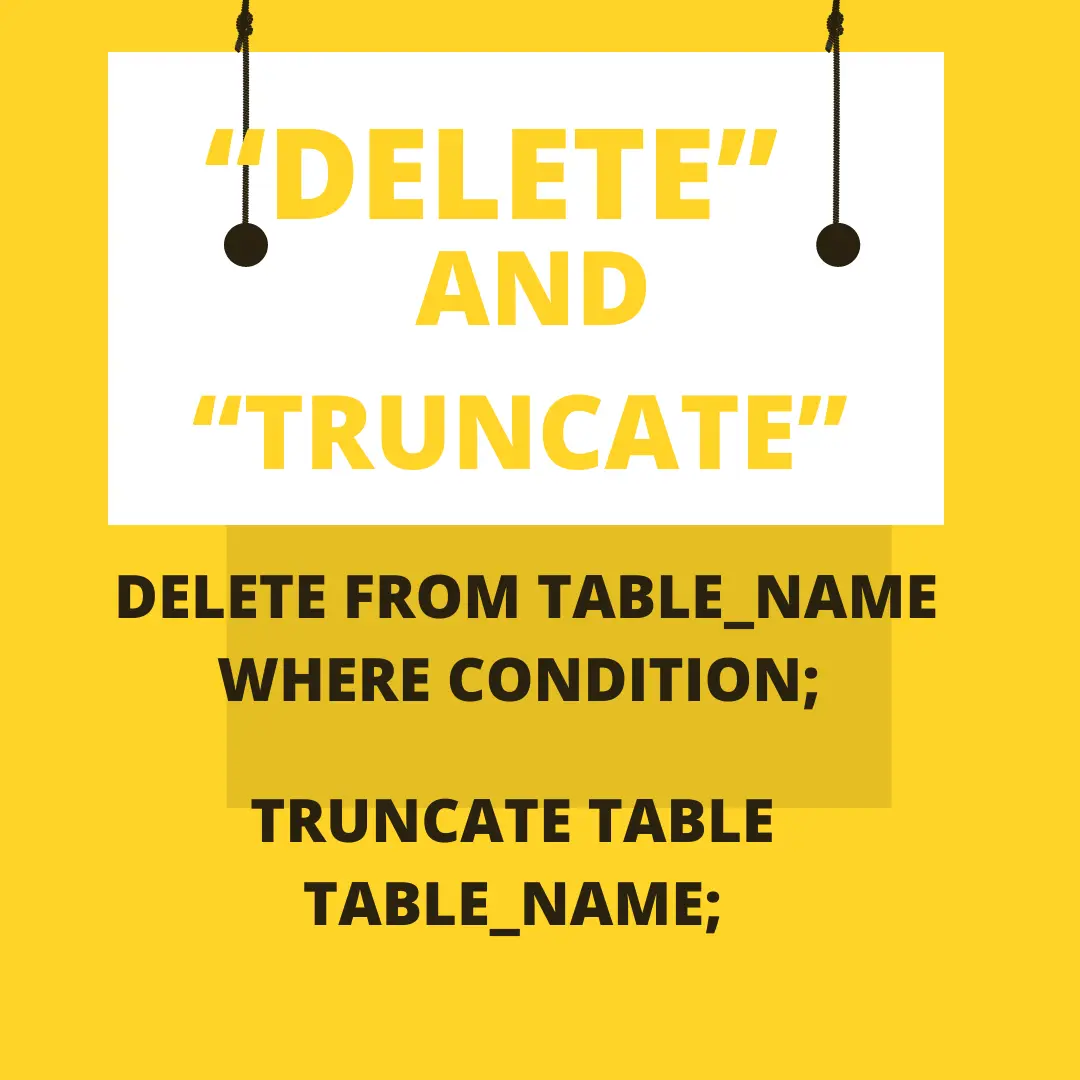 “DELETE”
AND
“TRUNCATE”
DELETE FROM TABLE_NAME
WHERE CONDITION;
TRUNCATE TABLE
TABLE_NAME;